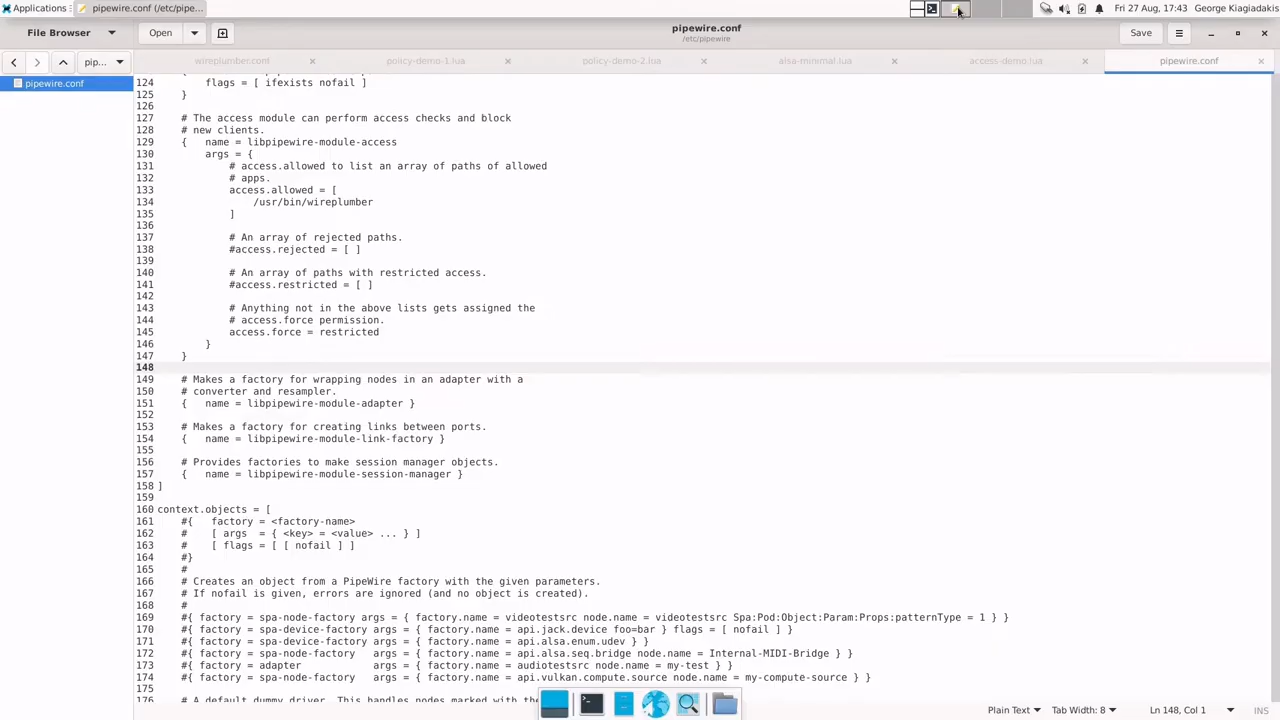 Applications
pipewire.conf (/etc/pipe...
Fri 27 Aug, 17:43 George Kiagiadakis
File Browser
Open
pipewire.conf
/etc/pipewire
Save
pip...
wireplumber.conf
policy-demo-1.lua
policy-demo-2.lua
alsa-minimal.lua
access-demo.lua
pipewire.conf
pipewire.conf
124 flags = [ ifexists nofail ]
125 }
126
127 # The access module can perform access checks and block
128 # new clients.
129 { name = libpipewire-module-access
130 args = {
131 # access.allowed to list an array of paths of allowed
132 # apps.
133 access.allowed = [
134 /usr/bin/wireplumber
135 ]
136
137 # An array of rejected paths.
138 #access.rejected = [ ]
139
140 # An array of paths with restricted access.
141 #access.restricted = [ ]
142
143 # Anything not in the above lists gets assigned the
144 # access.force permission.
145 access.force = restricted
146 }
147 }
148
149 # Makes a factory for wrapping nodes in an adapter with a
150 # converter and resampler.
151 { name = libpipewire-module-adapter }
152
153 # Makes a factory for creating links between ports.
154 { name = libpipewire-module-link-factory }
155
156 # Provides factories to make session manager objects.
157 { name = libpipewire-module-session-manager }
158 ]
159
160 context.objects = [
161 #{ factory = <factory-name>
162 # [ args = { <key> = <value> ... } ]
163 # [ flags = [ [ nofail ] ]
164 #}
165 #
166 # Creates an object from a PipeWire factory with the given parameters.
167 # If nofail is given, errors are ignored (and no object is created).
168 #
169 #{ factory = spa-node-factory args = { factory.name = videotestsrc node.name = videotestsrc Spa:Pod:Object:Param:Props:patternType = 1 } }
170 #{ factory = spa-device-factory args = { factory.name = api.jack.device foo=bar } flags = [ nofail ] }
171 #{ factory = spa-device-factory args = { factory.name = api.alsa.enum.udev } }
172 #{ factory = spa-node-factory args = { factory.name = api.alsa.seq.bridge node.name = Internal-MIDI-Bridge } }
173 #{ factory = adapter args = { factory.name = audiotestsrc node.name = my-test } }
174 #{ factory = spa-node-factory args = { factory.name = api.vulkan.compute.source node.name = my-compute-source } }
175
176 # A default dummy driver. This handles nodes marked with the
Plain Text Tab Width: 8 Ln 148, Col 1 INS